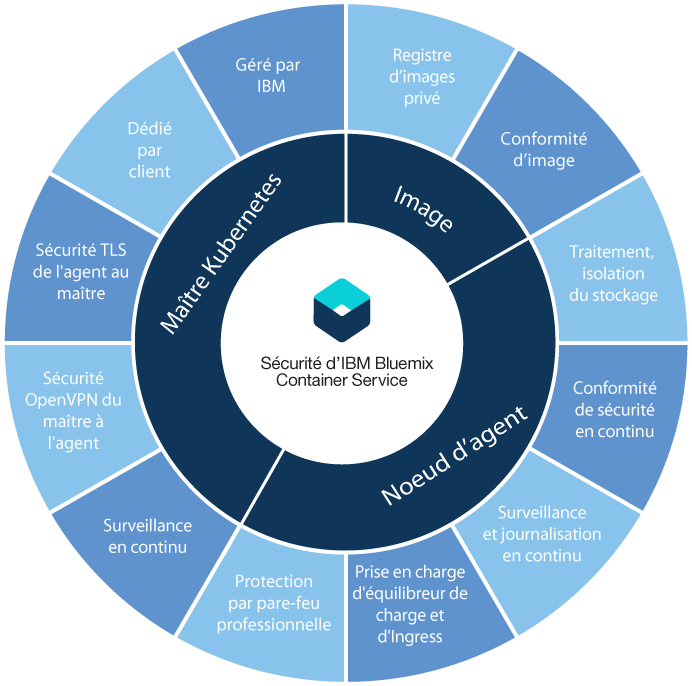 Géré par
IBM
Registre
d’images
privé
Conformité
d’image
Traitement,
isolation
du stockage
Conformité
de sécurité
en continu
Surveillance
et journalisation
en continu
Prise en charge
d'équilibreur de
charge et
d'Ingress
Protection
par pare-feu
professionnelle
Surveillance
en continu
Sécurité
OpenVPN du
maître à
l'agent
Sécurité TLS
de l'agent au
maître
Dédié
par
client
Maître Kubernetes
Image
Noeud d’agent
Sécurité d’IBM Bluemix
Container Service